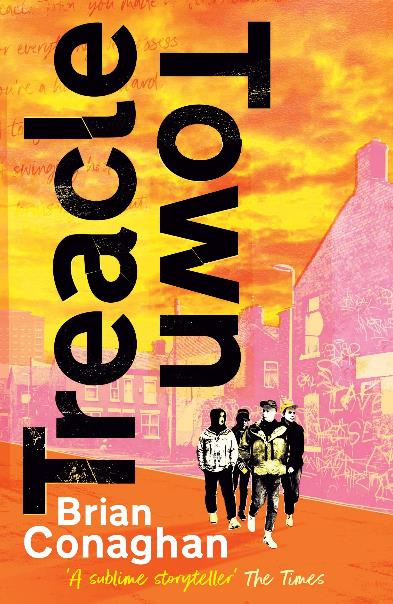 Treacle
Town
Brian
Conaghan
'A sublime storyteller' The Times